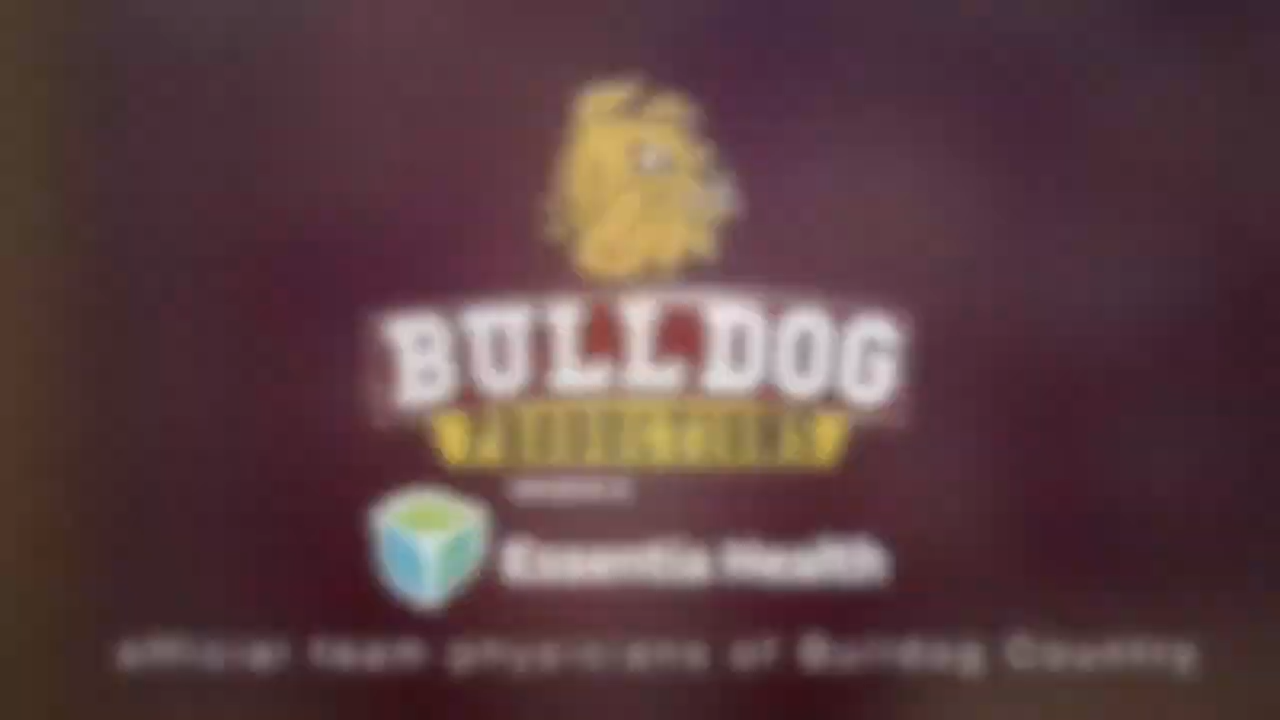 BULLDOG
Essentia Health
official team physicians of Bulldog Country